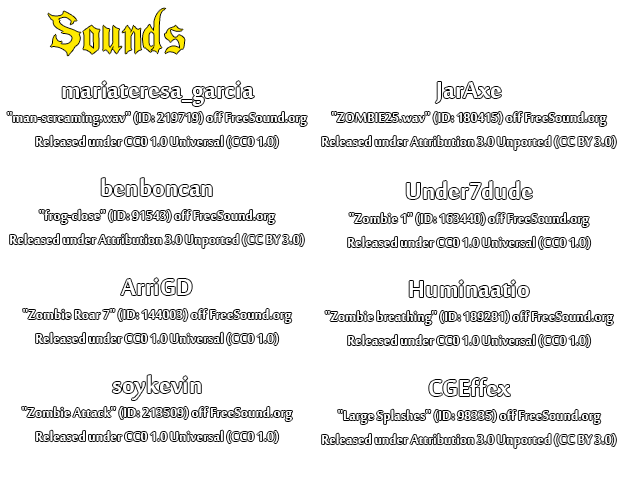 Sounds
mariateresa_garcia
"man-screaming.wav" (ID: 219719) off FreeSound.org
Released under CC0 1.0 Universal (CC0 1.0)
benboncan
"frog-close" (ID: 91543) off FreeSound.org
Released under Attribution 3.0 Unported (CC BY 3.0)
ArriGD
"Zombie Roar 7" (ID: 144003) off FreeSound.org
Released under CC0 1.0 Universal (CC0 1.0)
soykevin
"Zombie Attack" (ID: 213509) off FreeSound.org
Released under CC0 1.0 Universal (CC0 1.0)
JarAxe
"ZOMBIE25.wav" (ID: 180415) off FreeSound.org
Released under Attribution 3.0 Unported (CC BY 3.0)
Under7dude
"Zombie 1" (ID: 163440) off FreeSound.org
Released under CC0 1.0 Universal (CC0 1.0)
Huminaatio
"Zombie breathing" (ID: 189281) off FreeSound.org
Released under CC0 1.0 Universal (CC0 1.0)
CGEffex
"Large Splashes" (ID: 98335) off FreeSound.org
Released under Attribution 3.0 Unported (CC BY 3.0)